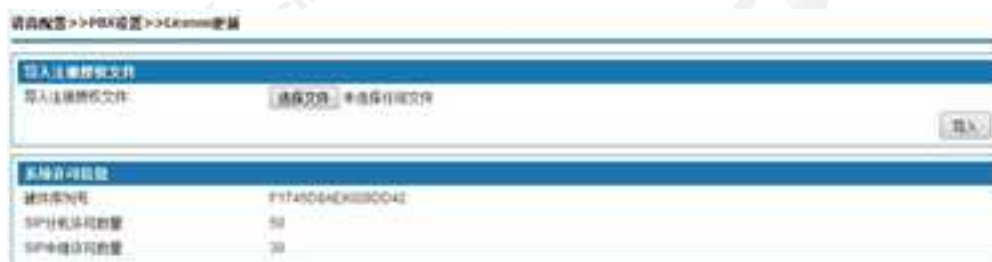 语音配置>>PBX设置>>License更新
导入注册授权文件
导入注册授权文件 选择文件 未选择任何文件
导入
系统许可信息
硬件序列号
SIP分机许可数量 50
SIP中继许可数量 30